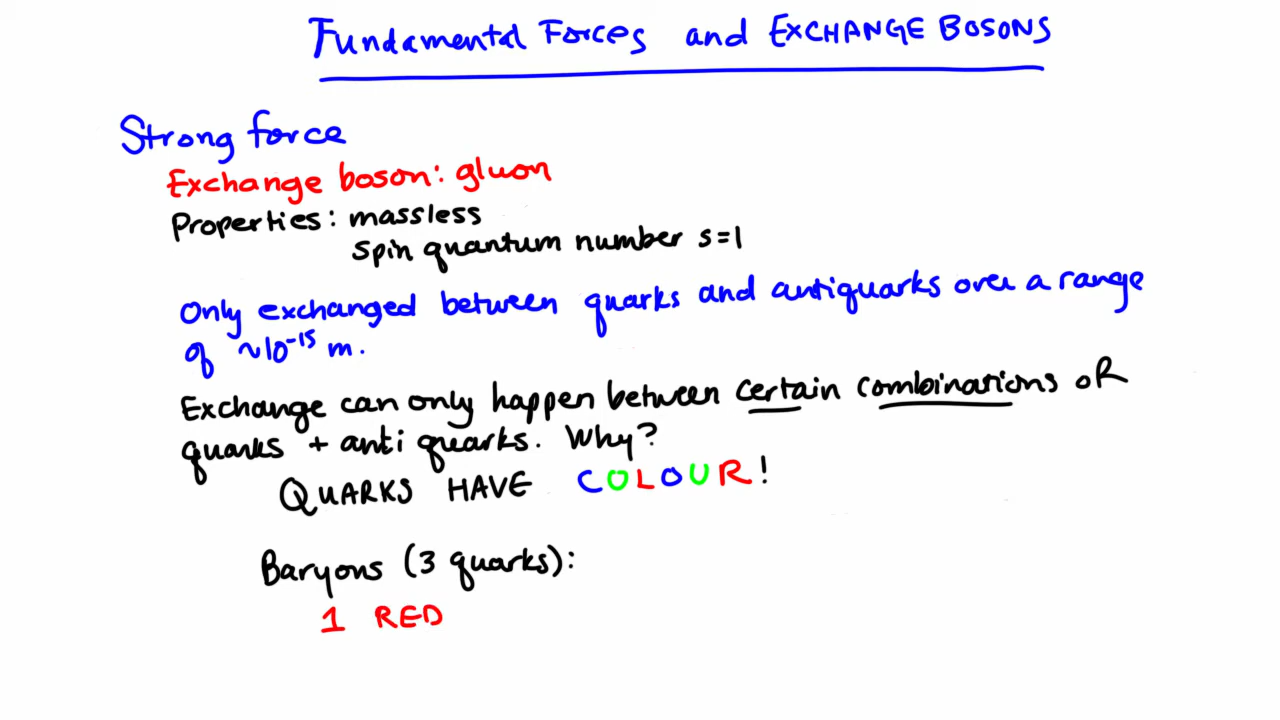 Fundamental Forces and EXCHANGE BOSONS
Strong force
Exchange boson: gluon
Properties: massless
spin quantum number s=1
Only exchanged between quarks and antiquarks over a range
of ~10⁻¹⁵ m.
Exchange can only happen between certain combinations oR
quarks + anti quarks. Why?
QUARKS HAVE COLOUR!
Baryons (3 quarks):
1 RED